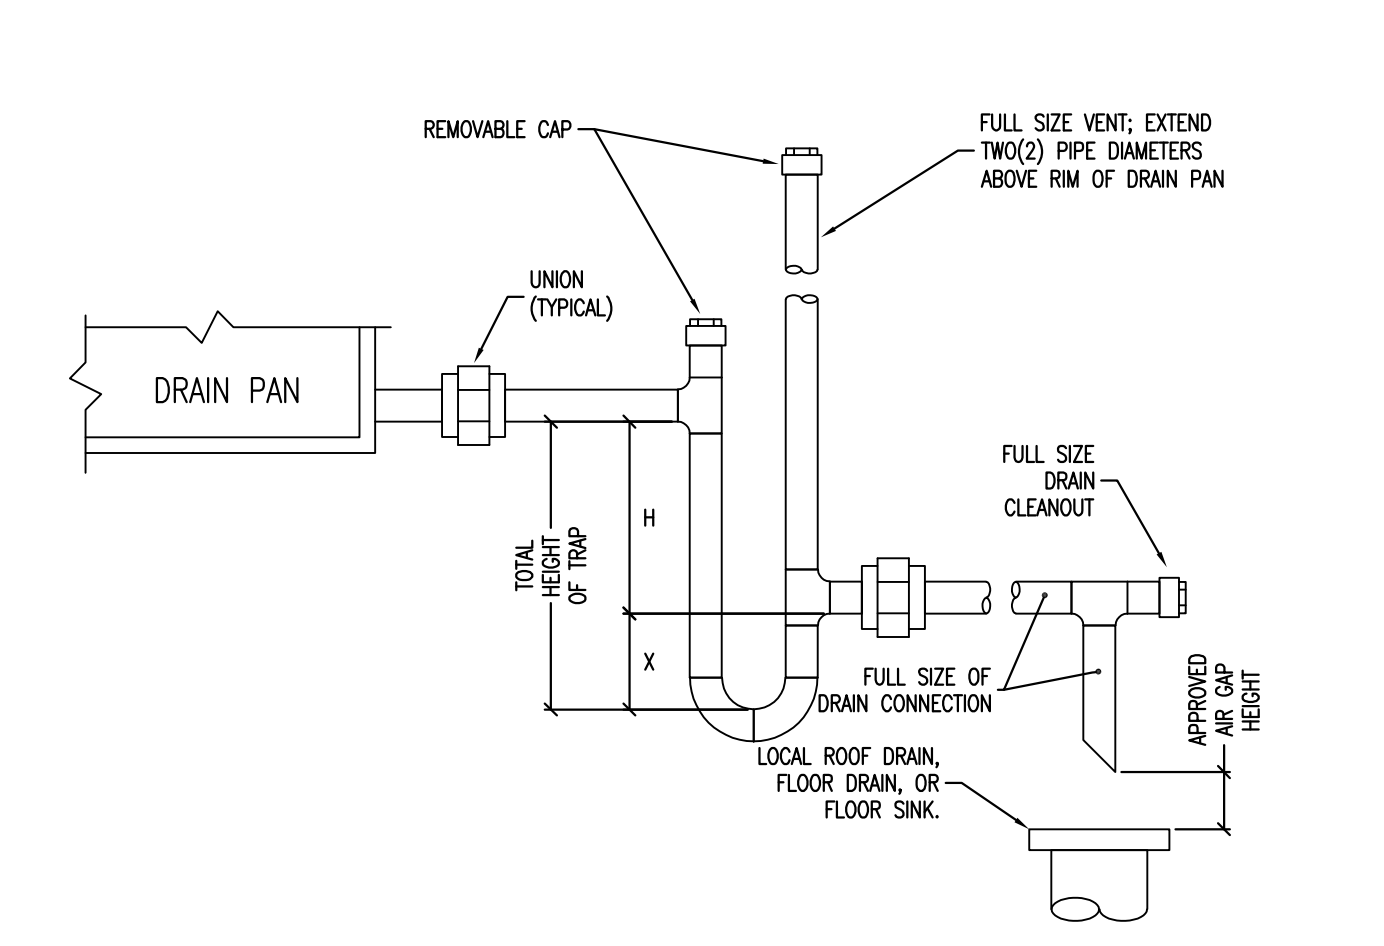 REMOVABLE CAP
FULL SIZE VENT; EXTEND
TWO(2) PIPE DIAMETERS
ABOVE RIM OF DRAIN PAN
UNION
(TYPICAL)
DRAIN PAN
FULL SIZE
DRAIN
CLEANOUT
H
TOTAL
HEIGHT
OF TRAP
X
FULL SIZE OF
DRAIN CONNECTION
APPROVED
AIR GAP
HEIGHT
LOCAL ROOF DRAIN,
FLOOR DRAIN, OR
FLOOR SINK.